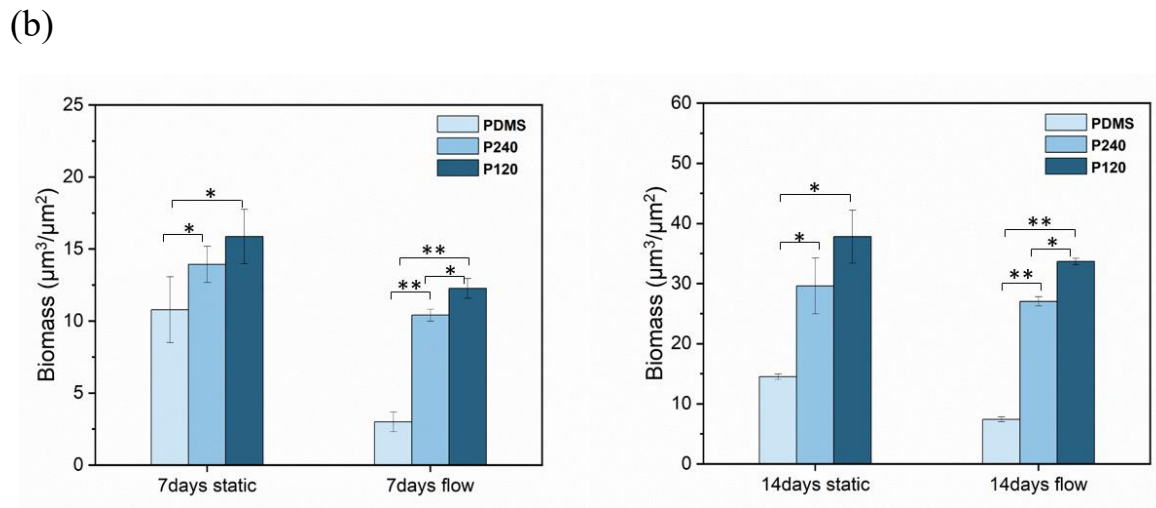 (b)
Biomass (μm³/μm²)
25
20
15
10
5
0
PDMS
P240
P120
*
*
**
**
*
7days static
7days flow
Biomass (μm³/μm²)
60
50
40
30
20
10
0
PDMS
P240
P120
*
*
**
*
**
14days static
14days flow